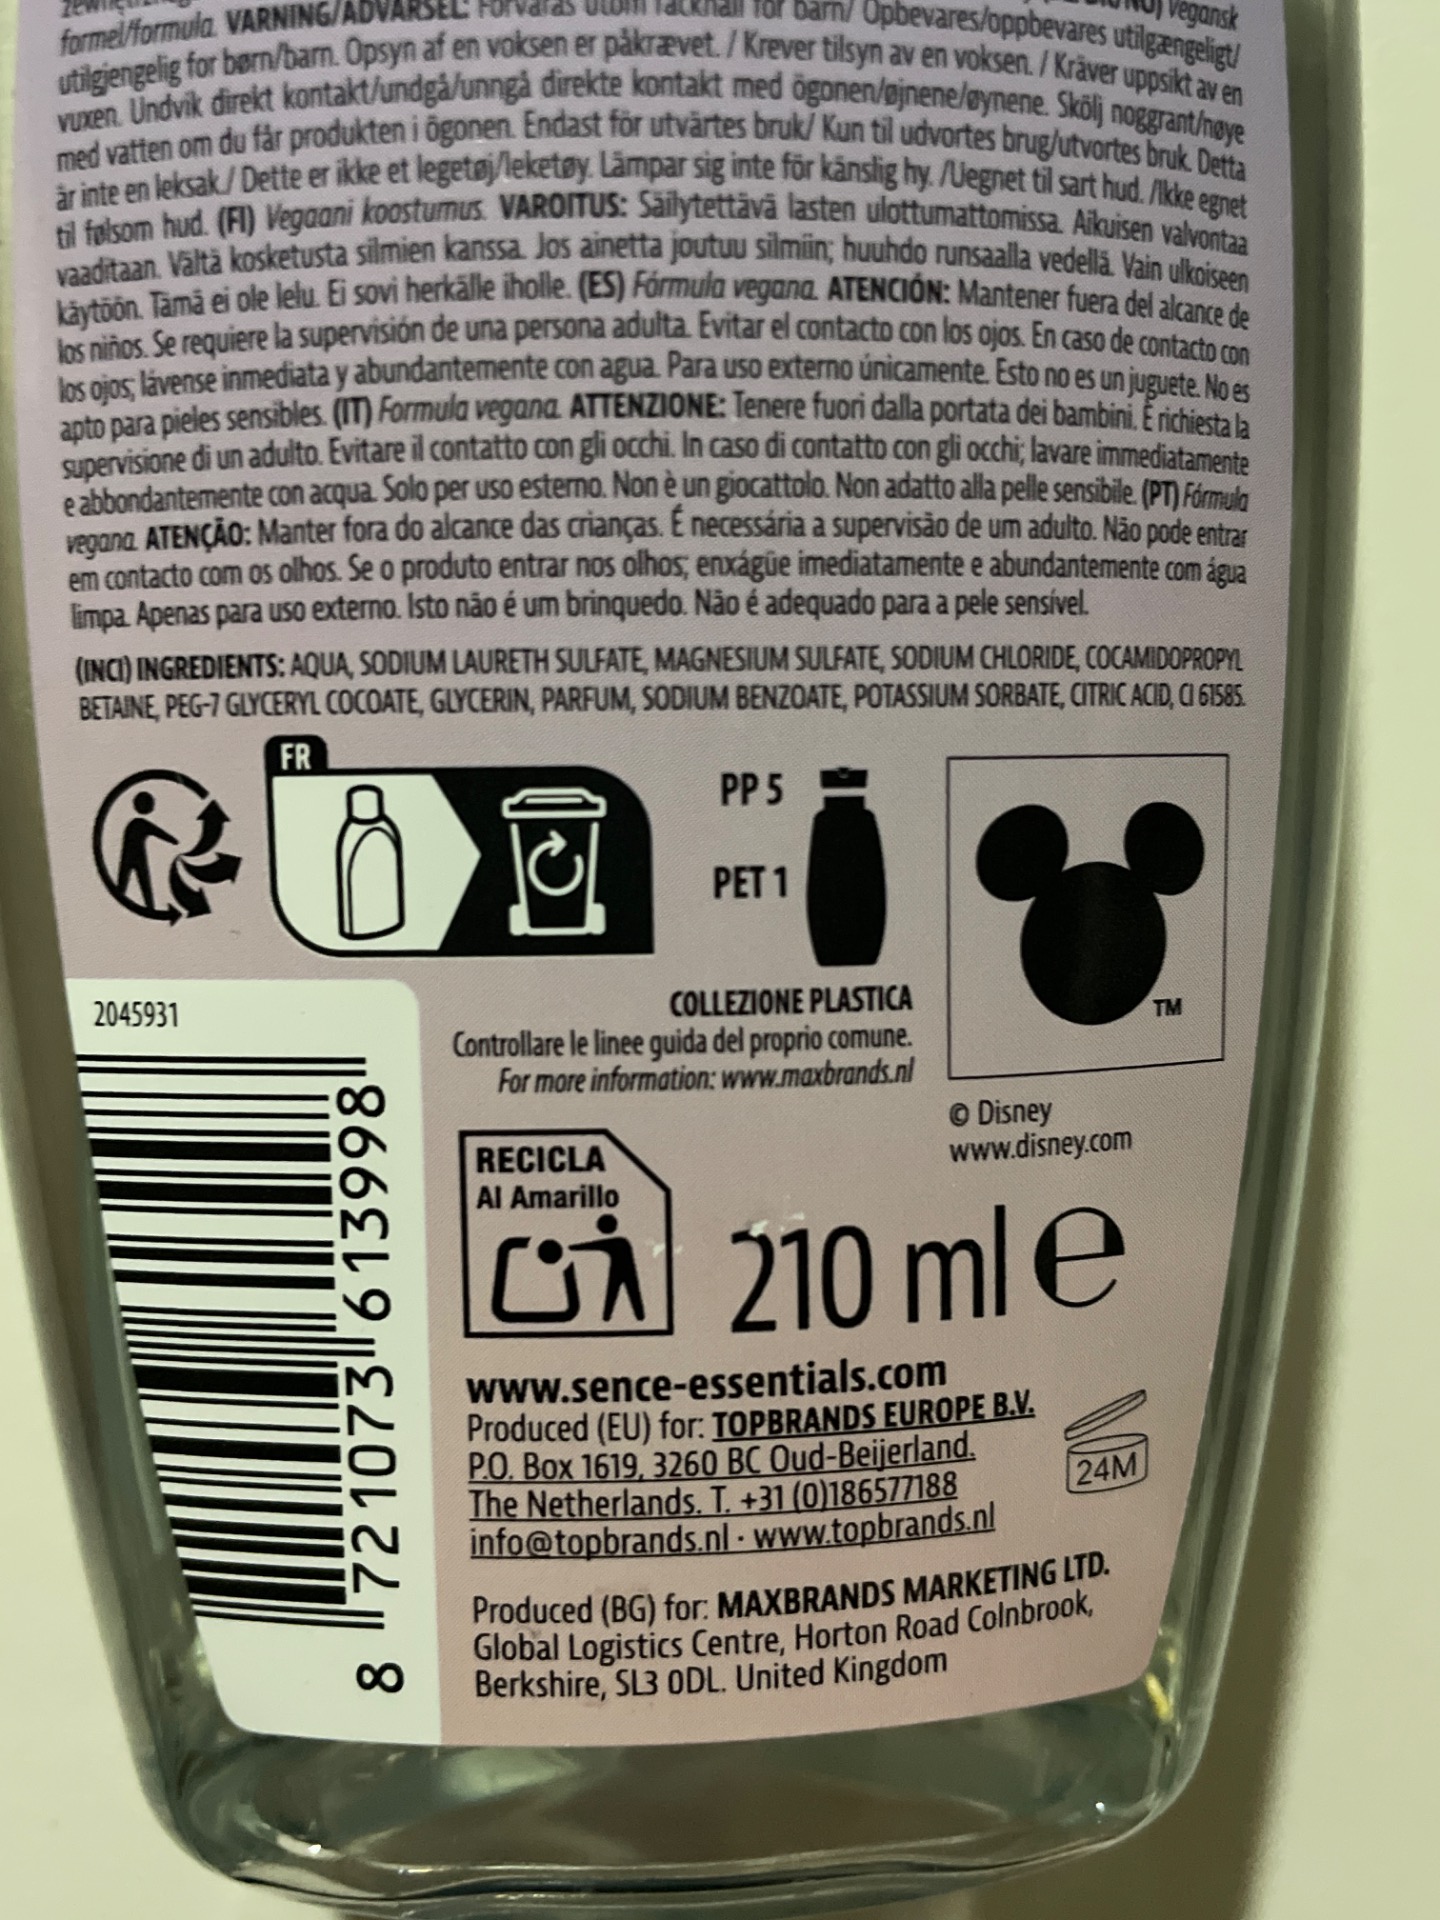 formel/formula. VARNING/ADVARSEL: Förvaras utom räckhåll för barn/ Opbevares/oppbevares utilgængeligt/
utilgjengelig for børn/barn. Opsyn af en voksen er påkrævet. / Krever tilsyn av en voksen. / Kräver uppsikt av en
vuxen. Undvik direkt kontakt/undgå/unngå direkte kontakt med ögonen/øjnene/øynene. Skölj noggrant/nøye
med vatten om du får produkten i ögonen. Endast för utvärtes bruk/ Kun til udvortes brug/utvortes bruk. Detta
är inte en leksak./ Dette er ikke et legetøj/leketøy. Lämpar sig inte för känslig hy. /Uegnet til sart hud. /Ikke egnet
til følsom hud. (FI) Vegaani koostumus. VAROITUS: Säilytettävä lasten ulottumattomissa. Aikuisen valvontaa
vaaditaan. Vältä kosketusta silmien kanssa. Jos ainetta joutuu silmiin; huuhdo runsaalla vedellä. Vain ulkoiseen
käytöön. Tämä ei ole lelu. Ei sovi herkälle iholle. (ES) Fórmula vegana. ATENCIÓN: Mantener fuera del alcance de
los niños. Se requiere la supervisión de una persona adulta. Evitar el contacto con los ojos. En caso de contacto con
los ojos; lávense inmediata y abundantemente con agua. Para uso externo únicamente. Esto no es un juguete. No es
apto para pieles sensibles. (IT) Formula vegana. ATTENZIONE: Tenere fuori dalla portata dei bambini. È richiesta la
supervisione di un adulto. Evitare il contatto con gli occhi. In caso di contatto con gli occhi; lavare immediatamente
e abbondantemente con acqua. Solo per uso esterno. Non è un giocattolo. Non adatto alla pelle sensibile. (PT) Fórmula
vegana. ATENÇÃO: Manter fora do alcance das crianças. É necessária a supervisão de um adulto. Não pode entrar
em contacto com os olhos. Se o produto entrar nos olhos; enxágüe imediatamente e abundantemente com água
limpa. Apenas para uso externo. Isto não é um brinquedo. Não é adequado para a pele sensível.
(INCI) INGREDIENTS: AQUA, SODIUM LAURETH SULFATE, MAGNESIUM SULFATE, SODIUM CHLORIDE, COCAMIDOPROPYL
BETAINE, PEG-7 GLYCERYL COCOATE, GLYCERIN, PARFUM, SODIUM BENZOATE, POTASSIUM SORBATE, CITRIC ACID, CI 61585.
FR
PP 5
PET 1
COLLEZIONE PLASTICA
Controllare le linee guida del proprio comune.
For more information: www.maxbrands.nl
TM
© Disney
www.disney.com
2045931
8 721073 613998
RECICLA
Al Amarillo
210 ml e
www.sence-essentials.com
Produced (EU) for: TOPBRANDS EUROPE B.V.
P.O. Box 1619, 3260 BC Oud-Beijerland.
The Netherlands. T. +31 (0)186577188
info@topbrands.nl · www.topbrands.nl
24M
Produced (BG) for: MAXBRANDS MARKETING LTD.
Global Logistics Centre, Horton Road Colnbrook,
Berkshire, SL3 0DL. United Kingdom